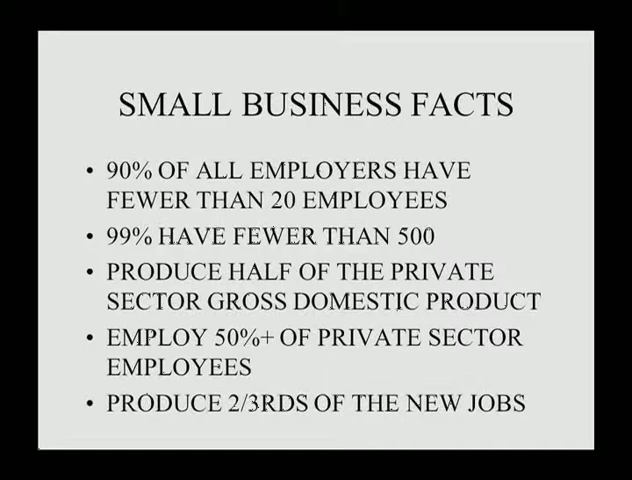 SMALL BUSINESS FACTS
• 90% OF ALL EMPLOYERS HAVE
FEWER THAN 20 EMPLOYEES
• 99% HAVE FEWER THAN 500
• PRODUCE HALF OF THE PRIVATE
SECTOR GROSS DOMESTIC PRODUCT
• EMPLOY 50%+ OF PRIVATE SECTOR
EMPLOYEES
• PRODUCE 2/3RDS OF THE NEW JOBS